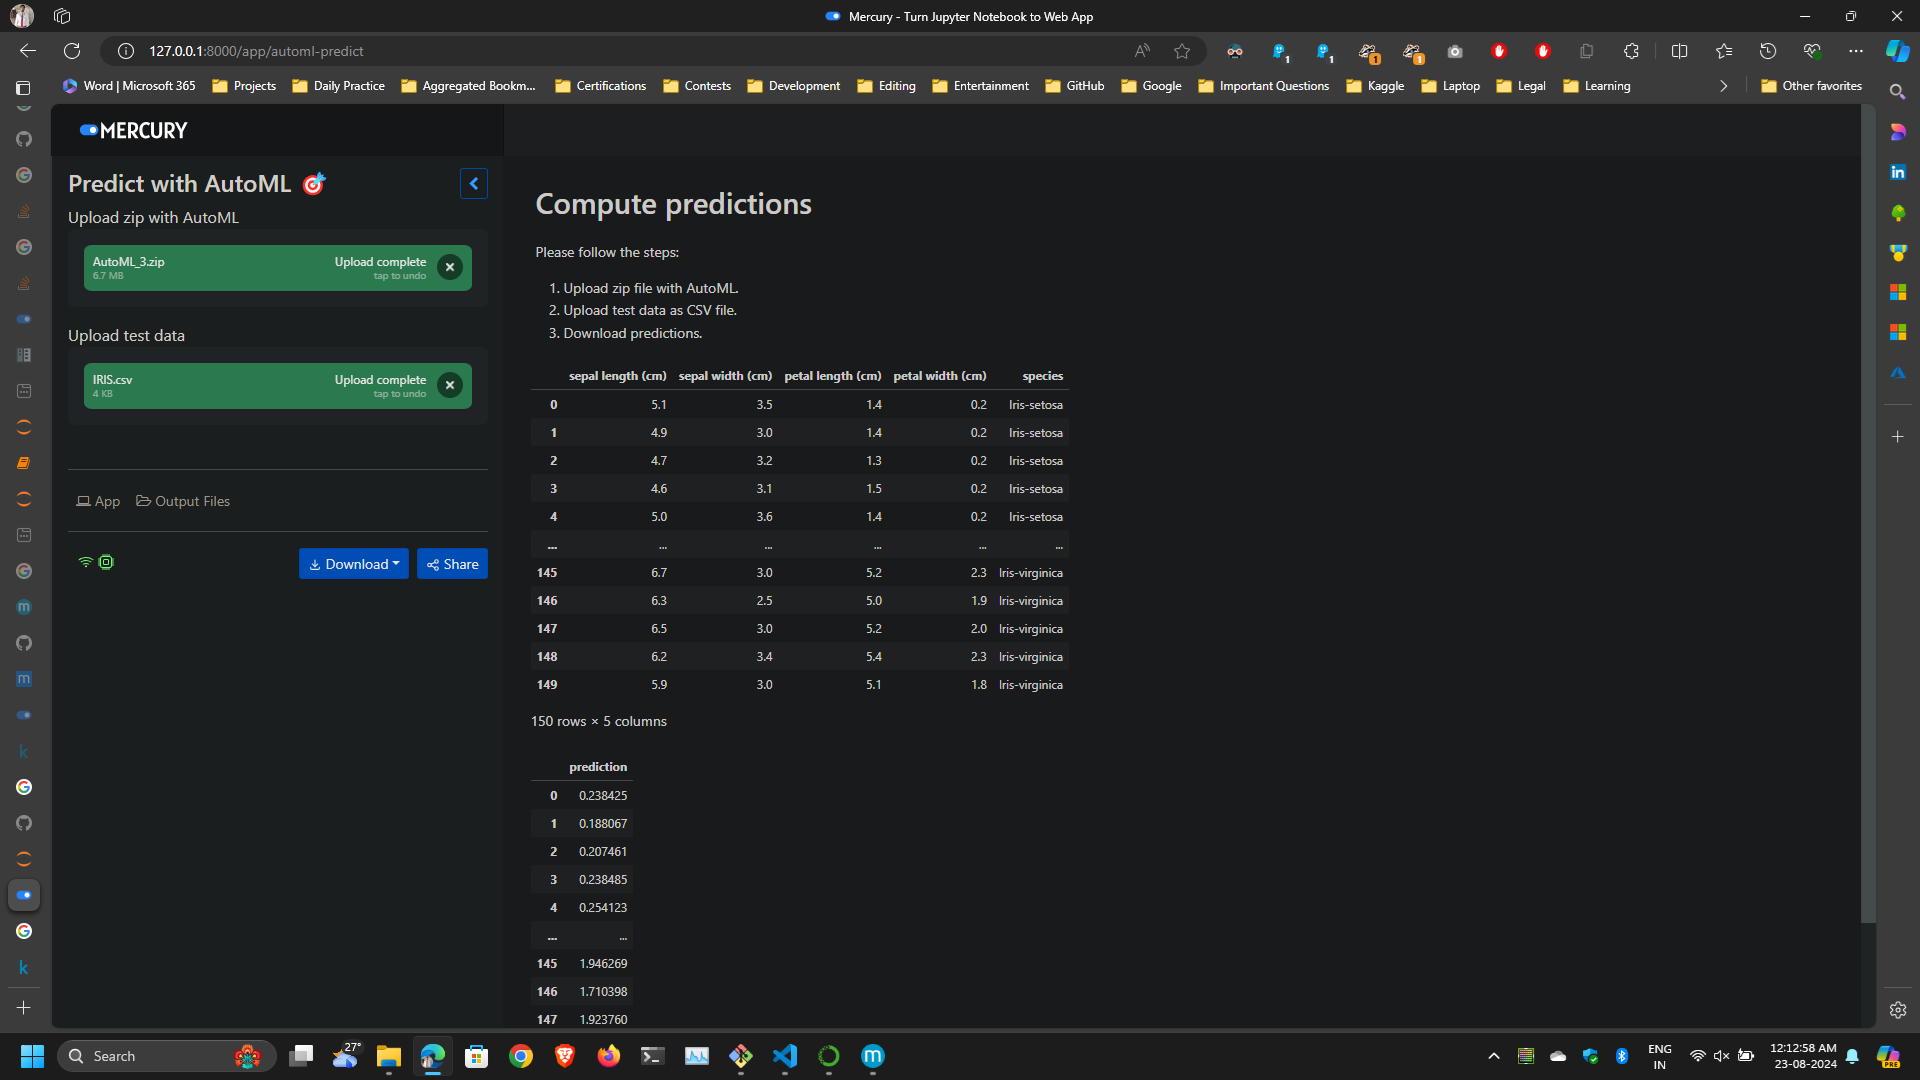 Mercury - Turn Jupyter Notebook to Web App
127.0.0.1:8000/app/automl-predict
Word | Microsoft 365 Projects Daily Practice Aggregated Bookm... Certifications Contests Development Editing Entertainment GitHub Google Important Questions Kaggle Laptop Legal Learning Other favorites
MERCURY
Predict with AutoML
Upload zip with AutoML
AutoML_3.zip Upload complete
6.7 MB tap to undo
Upload test data
IRIS.csv Upload complete
4 KB tap to undo
App Output Files
Download Share
Compute predictions
Please follow the steps:
1. Upload zip file with AutoML.
2. Upload test data as CSV file.
3. Download predictions.
sepal length (cm) sepal width (cm) petal length (cm) petal width (cm) species
0 5.1 3.5 1.4 0.2 Iris-setosa
1 4.9 3.0 1.4 0.2 Iris-setosa
2 4.7 3.2 1.3 0.2 Iris-setosa
3 4.6 3.1 1.5 0.2 Iris-setosa
4 5.0 3.6 1.4 0.2 Iris-setosa
... ... ... ... ... ...
145 6.7 3.0 5.2 2.3 Iris-virginica
146 6.3 2.5 5.0 1.9 Iris-virginica
147 6.5 3.0 5.2 2.0 Iris-virginica
148 6.2 3.4 5.4 2.3 Iris-virginica
149 5.9 3.0 5.1 1.8 Iris-virginica
150 rows × 5 columns
prediction
0 0.238425
1 0.188067
2 0.207461
3 0.238485
4 0.254123
... ...
145 1.946269
146 1.710398
147 1.923760
Search
27°
ENG
IN
12:12:58 AM
23-08-2024